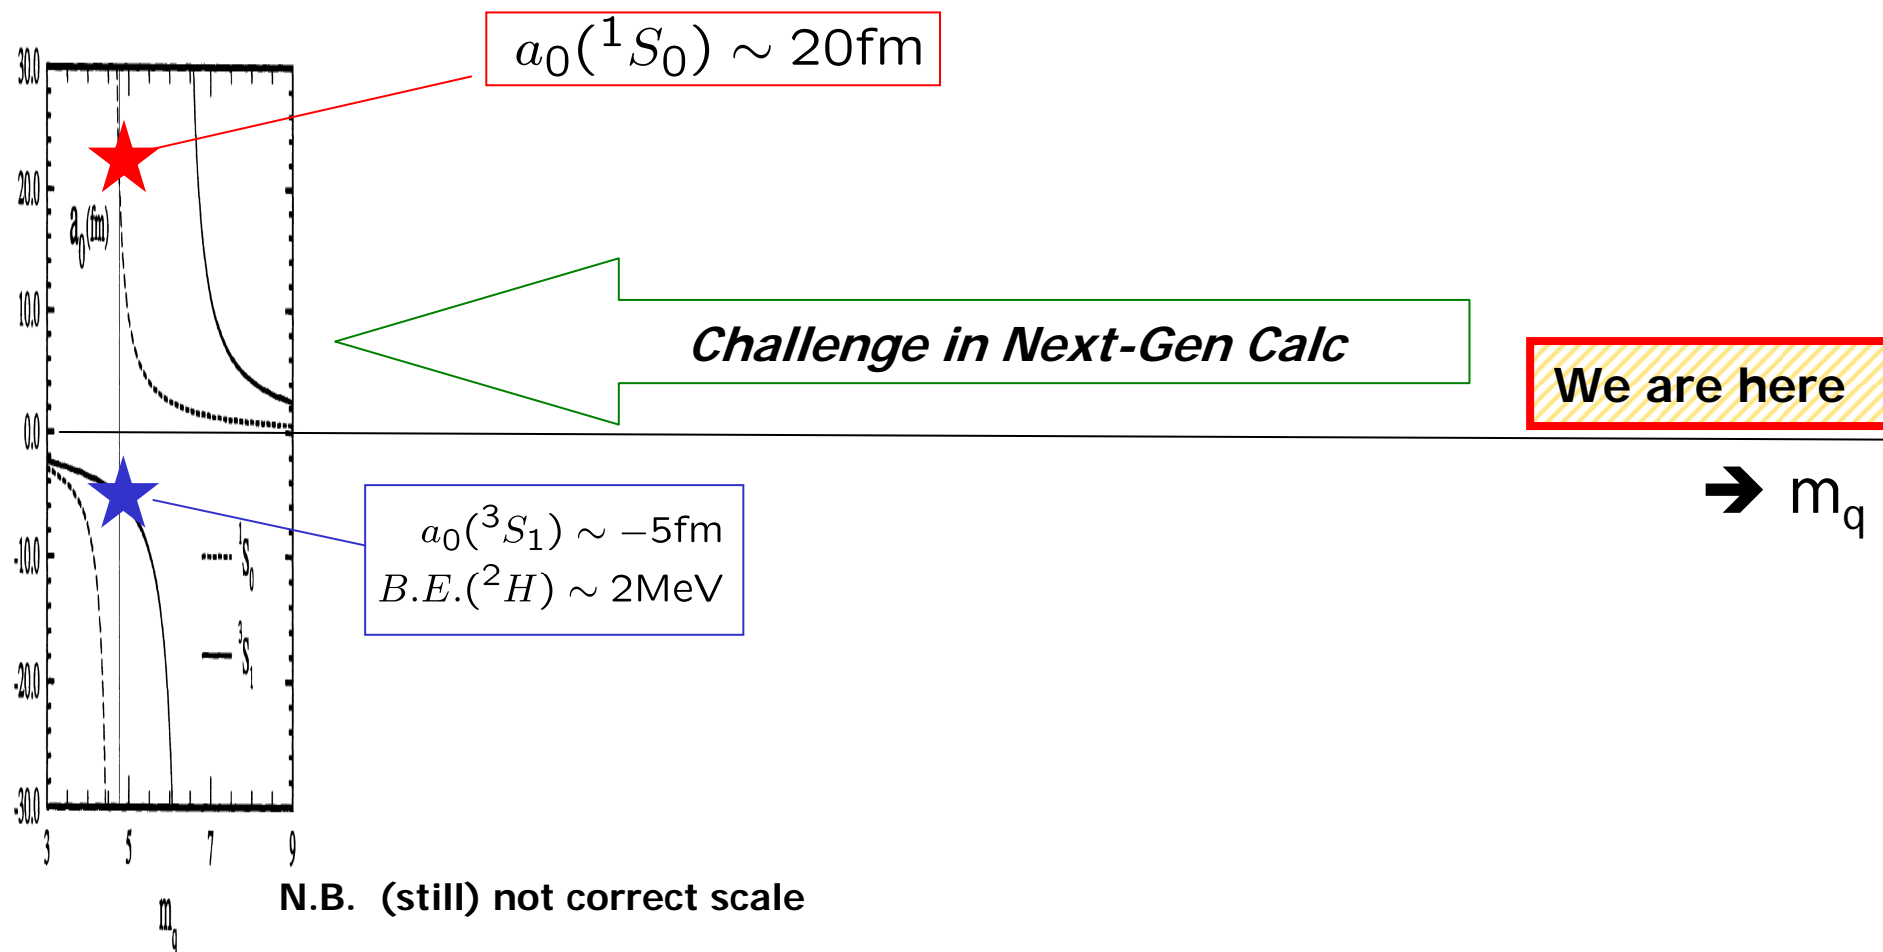 a₀(¹S₀) ~ 20fm
30.0
20.0
a₀(fm)
10.0
0.0
-10.0
-20.0
-30.0
¹S₀
³S₁
3 5 7 9
m_q
Challenge in Next-Gen Calc
We are here
➔ m_q
a₀(³S₁) ~ −5fm
B.E.(²H) ~ 2MeV
N.B. (still) not correct scale